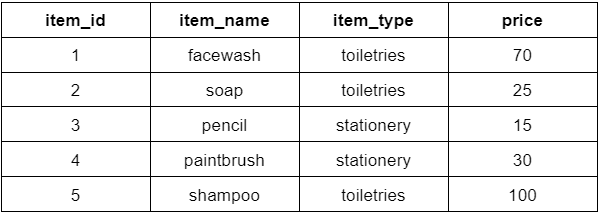 item_id item_name item_type price
1 facewash toiletries 70
2 soap toiletries 25
3 pencil stationery 15
4 paintbrush stationery 30
5 shampoo toiletries 100